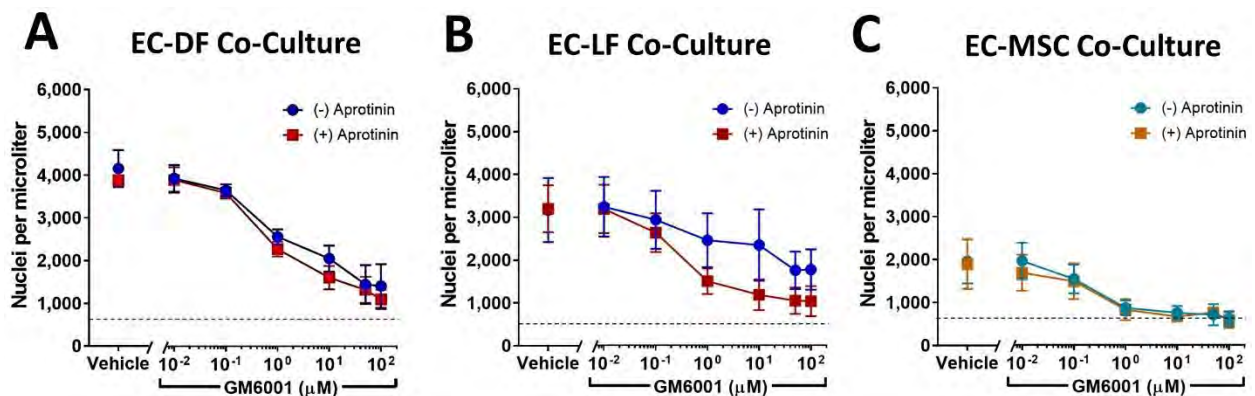 A
EC-DF Co-Culture
Nuclei per microliter
6,000
5,000
4,000
3,000
2,000
1,000
0
(-) Aprotinin
(+) Aprotinin
Vehicle
10⁻² 10⁻¹ 10⁰ 10¹ 10²
GM6001 (μM)
B
EC-LF Co-Culture
Nuclei per microliter
6,000
5,000
4,000
3,000
2,000
1,000
0
(-) Aprotinin
(+) Aprotinin
Vehicle
10⁻² 10⁻¹ 10⁰ 10¹ 10²
GM6001 (μM)
C
EC-MSC Co-Culture
Nuclei per microliter
6,000
5,000
4,000
3,000
2,000
1,000
0
(-) Aprotinin
(+) Aprotinin
Vehicle
10⁻² 10⁻¹ 10⁰ 10¹ 10²
GM6001 (μM)